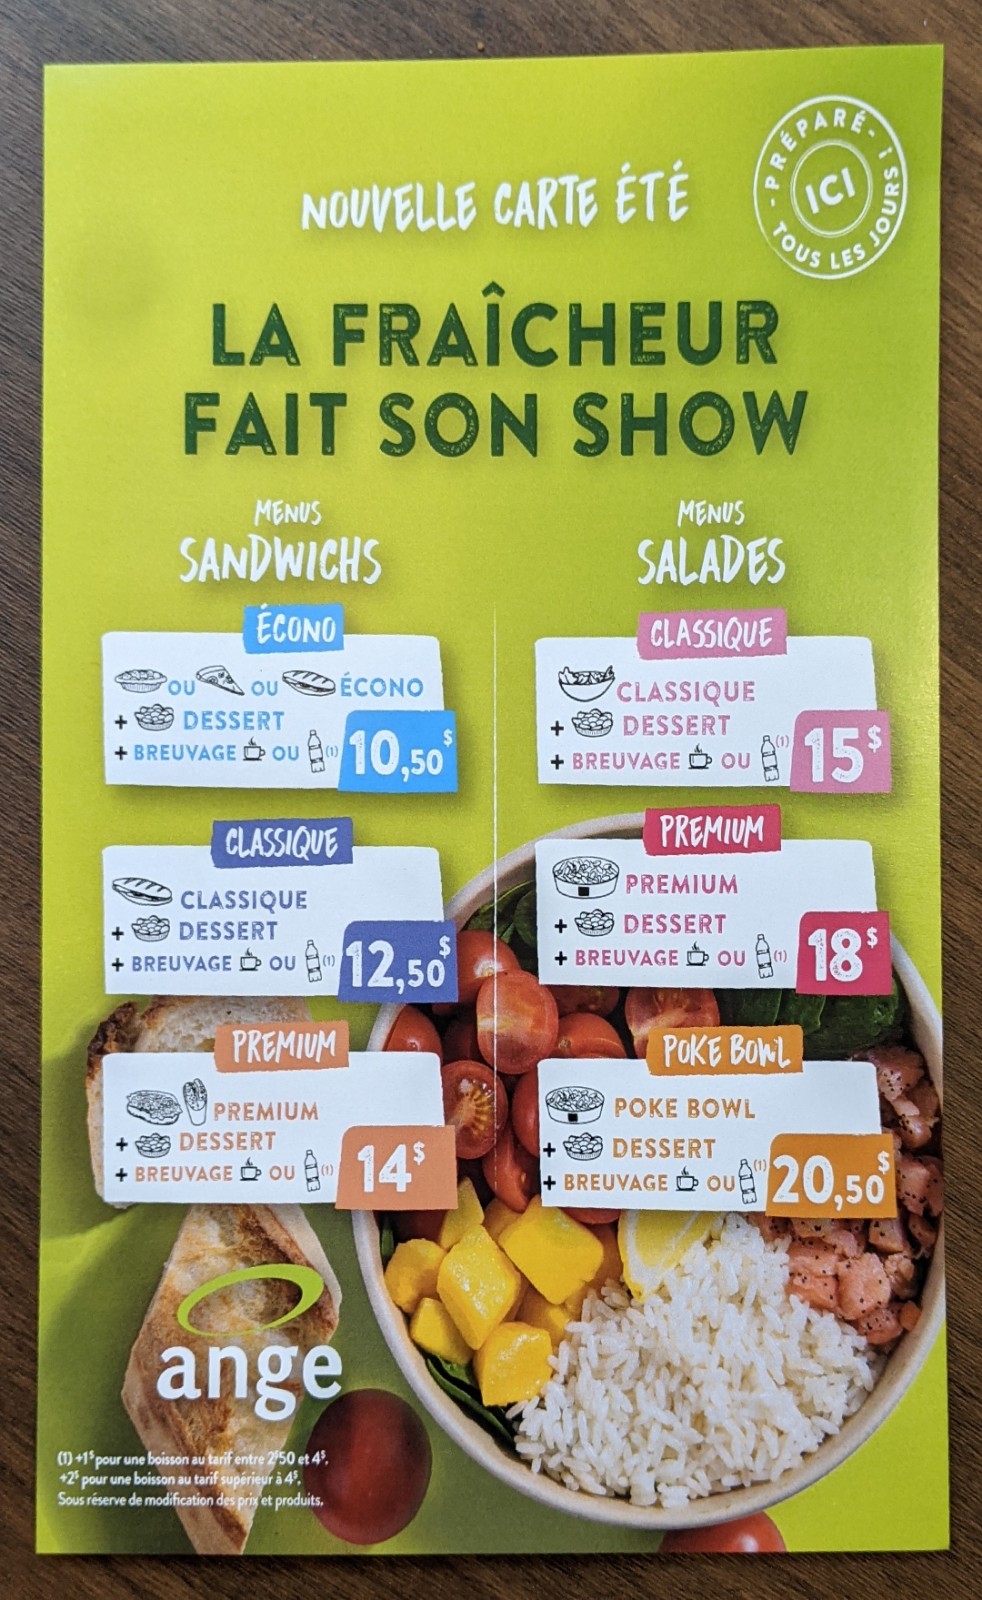 - PRÉPARÉ -
ICI
TOUS LES JOURS !
NOUVELLE CARTE ÉTÉ
LA FRAÎCHEUR
FAIT SON SHOW
MENUS
SANDWICHS
ÉCONO
OU OU ÉCONO
+ DESSERT
+ BREUVAGE OU (1)
10,50$
CLASSIQUE
CLASSIQUE
+ DESSERT
+ BREUVAGE OU (1)
12,50$
PREMIUM
PREMIUM
+ DESSERT
+ BREUVAGE OU (1)
14$
MENUS
SALADES
CLASSIQUE
CLASSIQUE
+ DESSERT
+ BREUVAGE OU (1)
15$
PREMIUM
PREMIUM
+ DESSERT
+ BREUVAGE OU (1)
18$
POKE BOWL
POKE BOWL
+ DESSERT
+ BREUVAGE OU (1)
20,50$
ange
(1) +1$ pour une boisson au tarif entre 2$50 et 4$.
+2$ pour une boisson au tarif supérieur à 4$.
Sous réserve de modification des prix et produits.